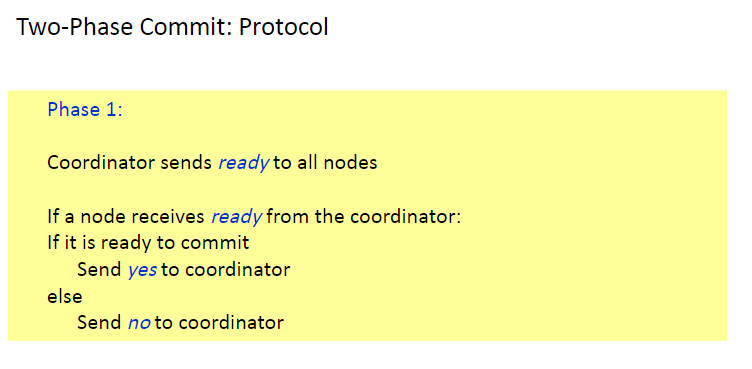 Two-Phase Commit: Protocol
Phase 1:
Coordinator sends ready to all nodes
If a node receives ready from the coordinator:
If it is ready to commit
Send yes to coordinator
else
Send no to coordinator